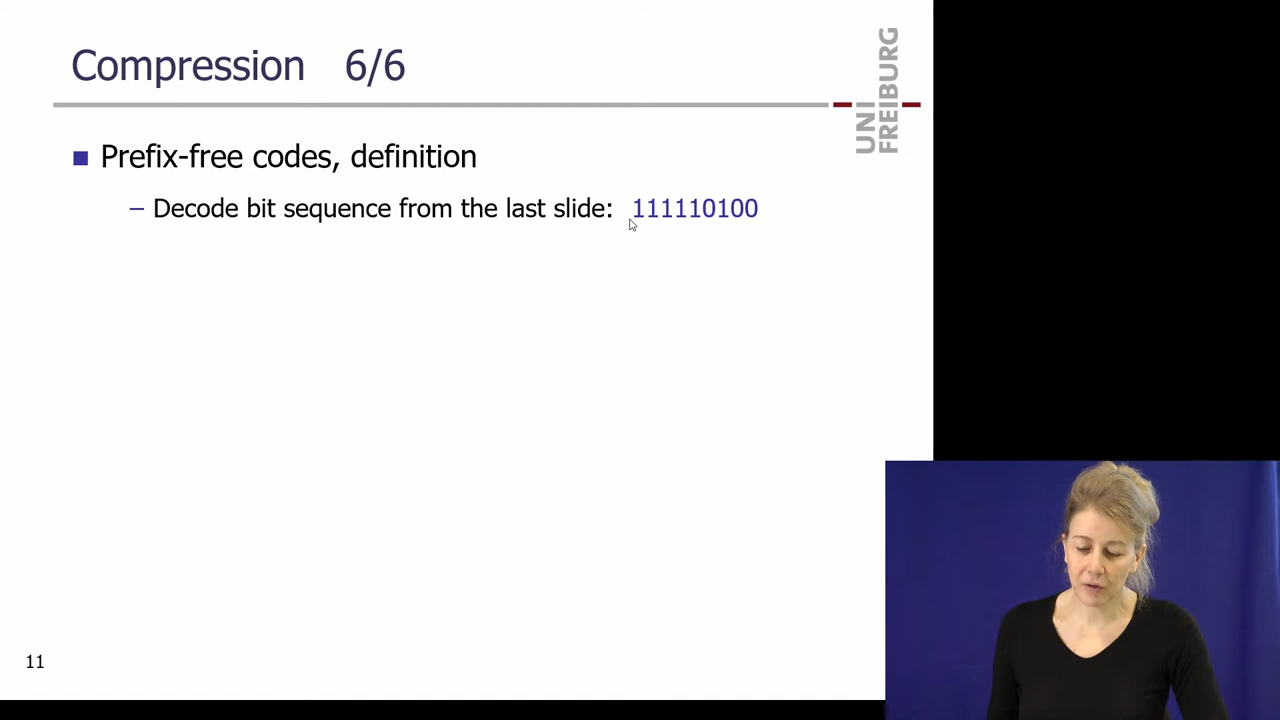 Compression 6/6
UNI
FREIBURG
■ Prefix-free codes, definition
– Decode bit sequence from the last slide: 111110100
11